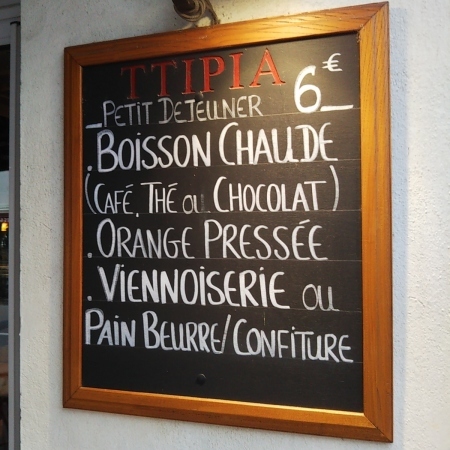 TTIPIA
_PETIT DEJEUNER 6€_
.BOISSON CHAUDE
(CAFÉ, THÉ OU CHOCOLAT)
.ORANGE PRESSÉE
.VIENNOISERIE OU
PAIN BEURRE/CONFITURE